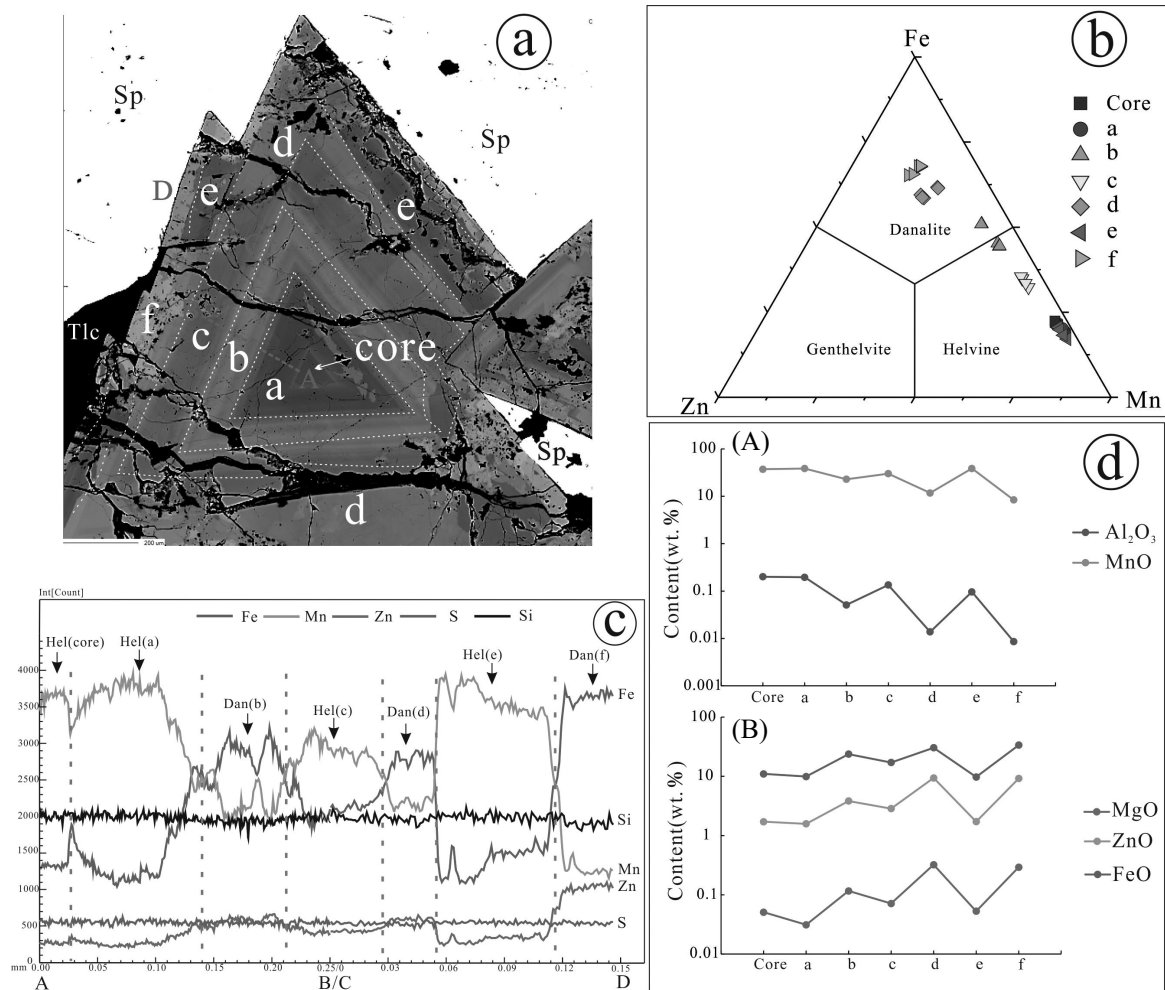 a
c
Sp
Sp
d
D
e
e
Tlc
f
c
b
core
a
A
Sp
d
200 um
b
Fe
Core
a
b
c
d
e
f
Danalite
Genthelvite
Helvine
Zn
Mn
Int[Count]
Fe Mn Zn S Si
c
Hel(core)
Hel(a)
Dan(b)
Hel(c)
Dan(d)
Hel(e)
Dan(f)
4000
3500
3000
2500
2000
1500
1000
500
0
Fe
Si
Mn
Zn
S
mm 0.00 0.05 0.10 0.15 0.20 0.25/0 0.03 0.06 0.09 0.12 0.15
A B/C D
d
(A)
Content(wt. %)
100
10
1
0.1
0.01
0.001
Core a b c d e f
Al₂O₃
MnO
(B)
Content(wt. %)
100
10
1
0.1
0.01
Core a b c d e f
MgO
ZnO
FeO